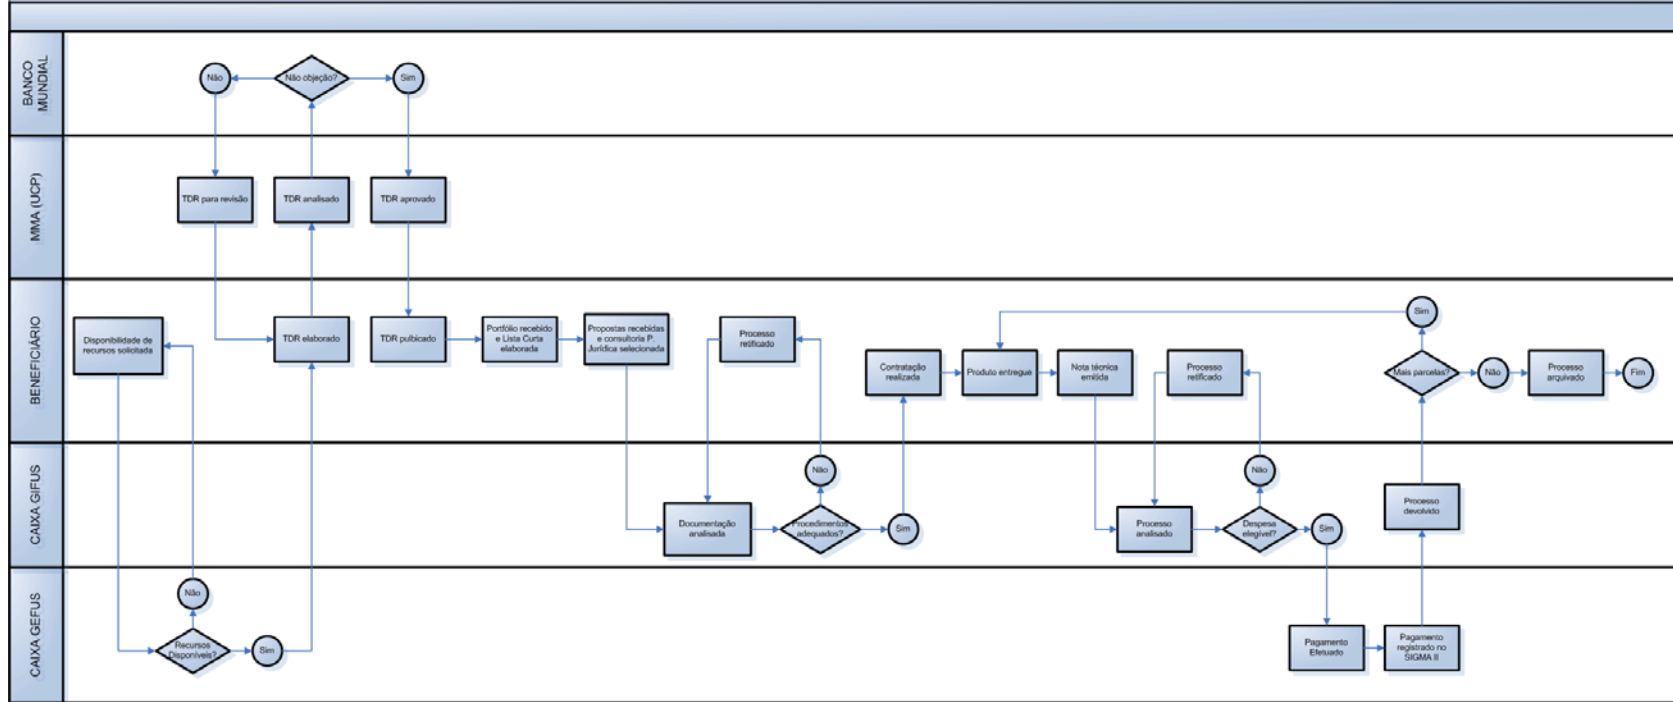 BANCO
MUNDIAL
Não
Não objeção?
Sim
MMA (UCP)
TDR para revisão
TDR analisado
TDR aprovado
BENEFICIÁRIO
Disponibilidade de
recursos solicitada
TDR elaborado
TDR pulbicado
Portfólio recebido
e Lista Curta
elaborada
Propostas recebidas
e consultoria P.
Jurídica selecionada
Processo
retificado
Contratação
realizada
Produto entregue
Nota técnica
emitida
Processo
retificado
Sim
Mais parcelas?
Não
Processo
arquivado
Fim
CAIXA GIFUS
Documentação
analisada
Procedimentos
adequados?
Não
Sim
Processo
analisado
Despesa
elegível?
Não
Sim
Processo
devolvido
CAIXA GEFUS
Não
Recursos
Disponíveis?
Sim
Pagamento
Efetuado
Pagamento
registrado no
SIGMA II